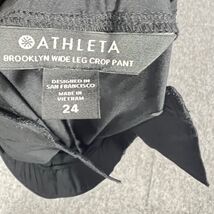 ATHLETA
BROOKLYN WIDE LEG CROP PANT
DESIGNED IN
SAN FRANCISCO
MADE IN
VIETNAM
24